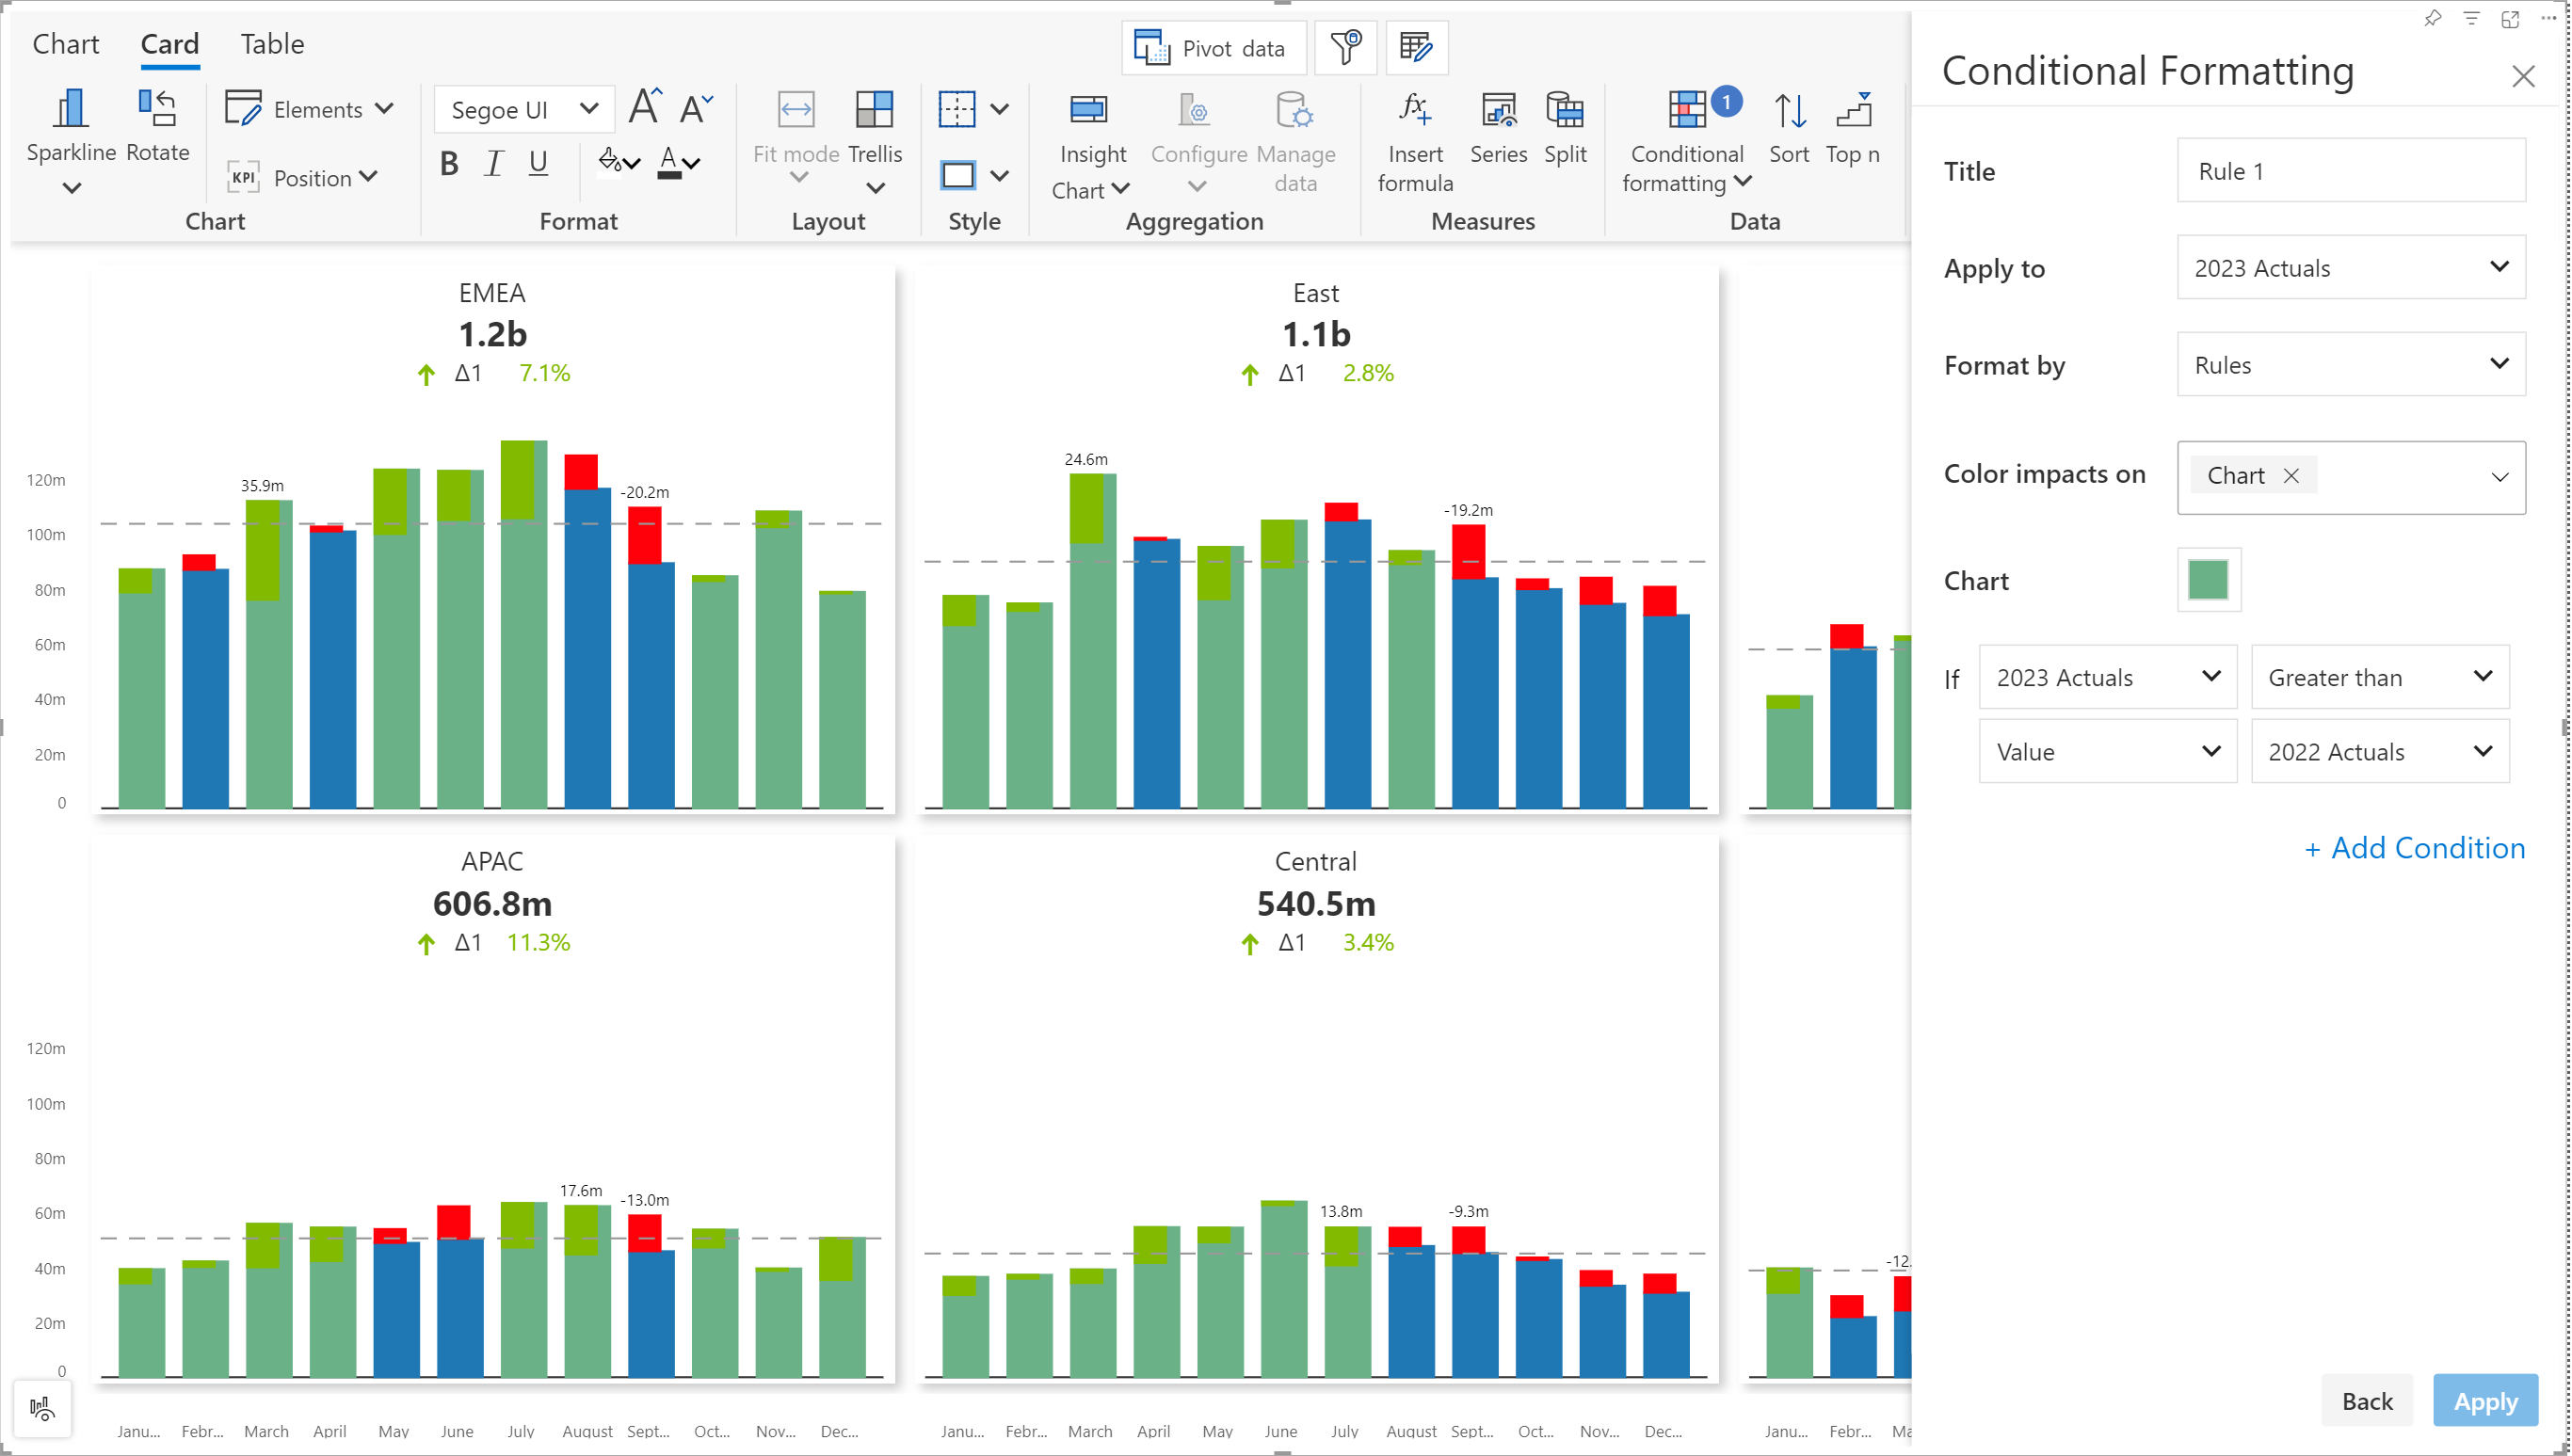 Chart Card Table
Pivot data
Sparkline Rotate
Elements
KPI Position
Chart
Segoe UI A A
B I U A
Format
Fit mode Trellis
Layout
Style
Insight Chart
Configure
Manage data
Aggregation
fx Insert formula
Series Split
Measures
1
Conditional formatting
Sort Top n
Data
Conditional Formatting
Title Rule 1
Apply to 2023 Actuals
Format by Rules
Color impacts on Chart
Chart
If 2023 Actuals Greater than
Value 2022 Actuals
+ Add Condition
Back Apply
EMEA
1.2b
Δ1 7.1%
120m
100m
80m
60m
40m
20m
0
35.9m
-20.2m
East
1.1b
Δ1 2.8%
24.6m
-19.2m
APAC
606.8m
Δ1 11.3%
120m
100m
80m
60m
40m
20m
0
17.6m
-13.0m
Central
540.5m
Δ1 3.4%
13.8m
-9.3m
-12.
Janu... Febr... March April May June July August Sept... Oct... Nov... Dec...
Janu... Febr... March April May June July August Sept... Oct... Nov... Dec...
Janu... Febr... Ma